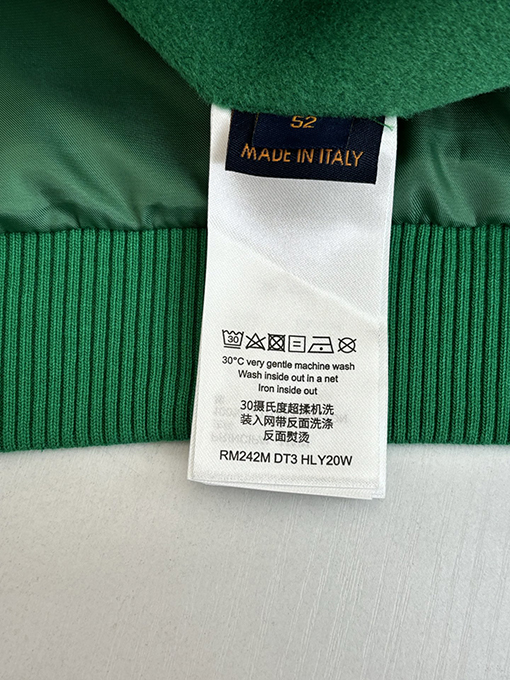 52
MADE IN ITALY
30
30°C very gentle machine wash
Wash inside out in a net
Iron inside out
30摄氏度超揉机洗
装入网带反面洗涤
反面熨烫
RM242M DT3 HLY20W